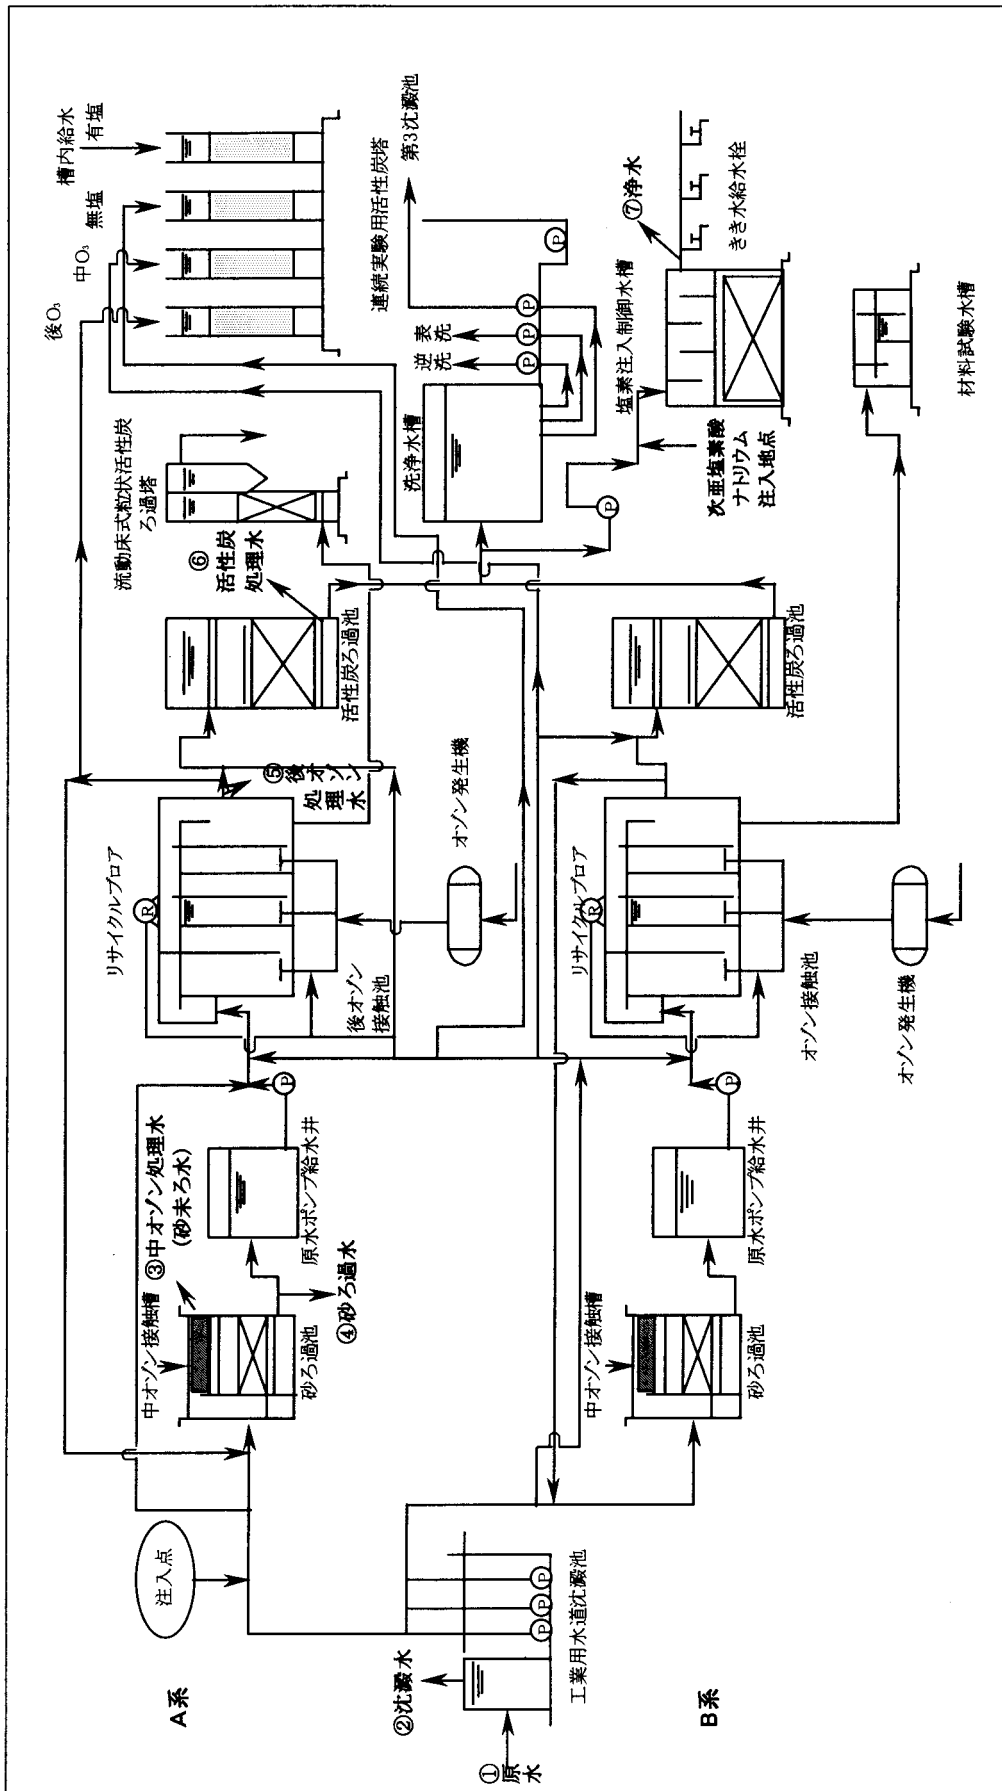 槽内給水
有塩
無塩
中O₃
後O₃
連続実験用活性炭塔
第3沈澱池
流動床式粒状活性炭
ろ過塔
⑥
活性炭
処理水
活性炭ろ過池
洗浄水槽
逆洗
表洗
P
P
P
P
P
塩素注入制御水槽
⑦浄水
きき水給水栓
次亜塩素酸
ナトリウム
注入地点
材料試験水槽
活性炭ろ過池
リサイクルブロア
R
⑤後オゾン
処理水
後オゾン
接触池
オゾン発生機
リサイクルブロア
R
オゾン接触池
オゾン発生機
③中オゾン処理水
(砂未ろ水)
中オゾン接触槽
砂ろ過池
④砂ろ過水
原水ポンプ給水井
P
中オゾン接触槽
砂ろ過池
原水ポンプ給水井
P
注入点
A系
②沈澱水
①
原水
P
P
P
工業用水道沈澱池
B系